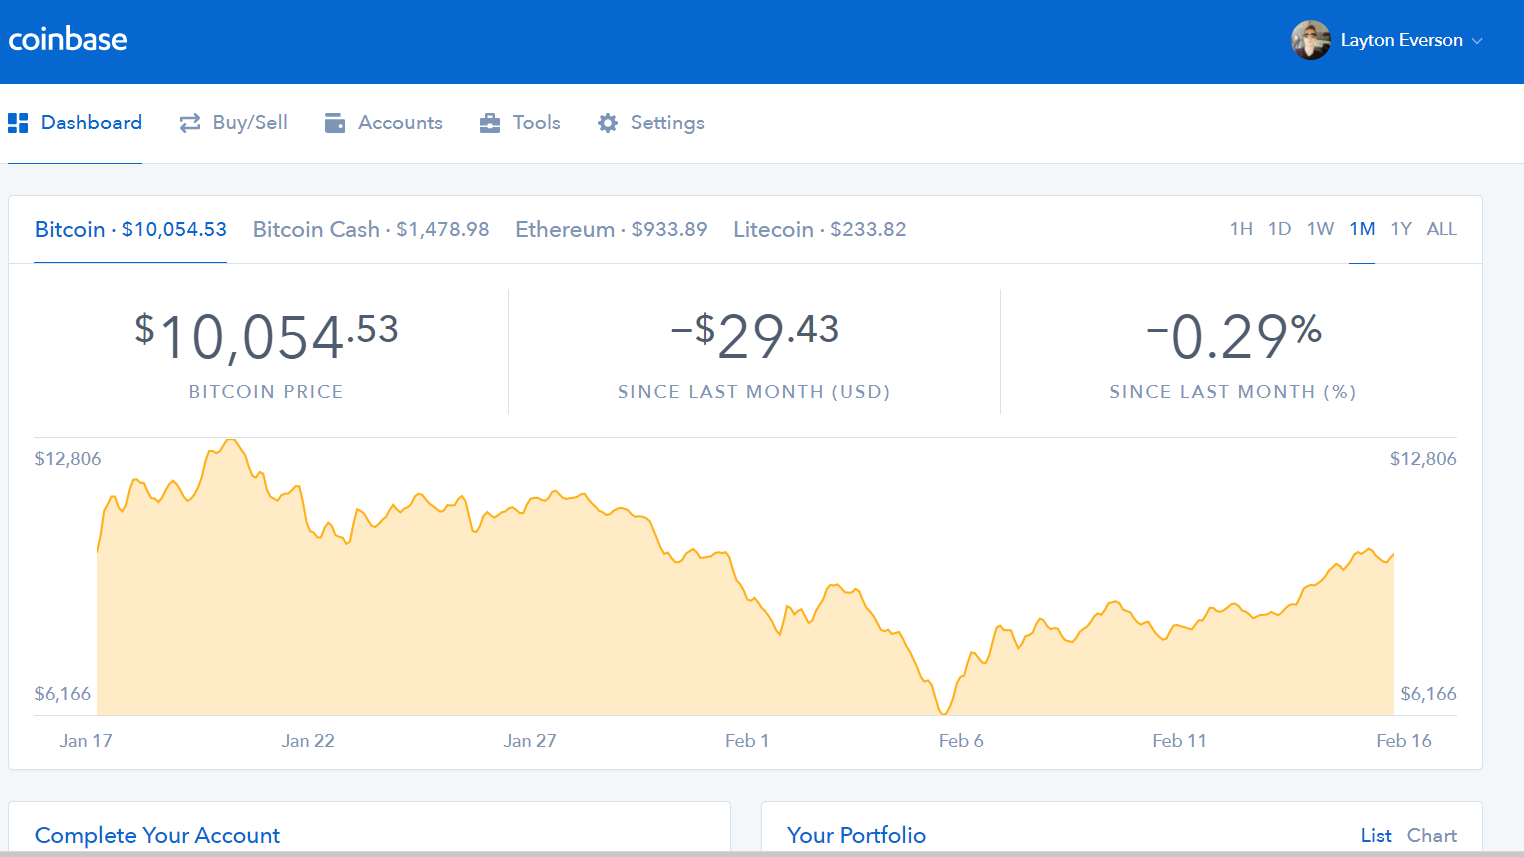 coinbase
Layton Everson
Dashboard Buy/Sell Accounts Tools Settings
Bitcoin · $10,054.53 Bitcoin Cash · $1,478.98 Ethereum · $933.89 Litecoin · $233.82 1H 1D 1W 1M 1Y ALL
$10,054.53 −$29.43 −0.29%
BITCOIN PRICE SINCE LAST MONTH (USD) SINCE LAST MONTH (%)
$12,806 $12,806
$6,166 $6,166
Jan 17 Jan 22 Jan 27 Feb 1 Feb 6 Feb 11 Feb 16
Complete Your Account Your Portfolio List Chart